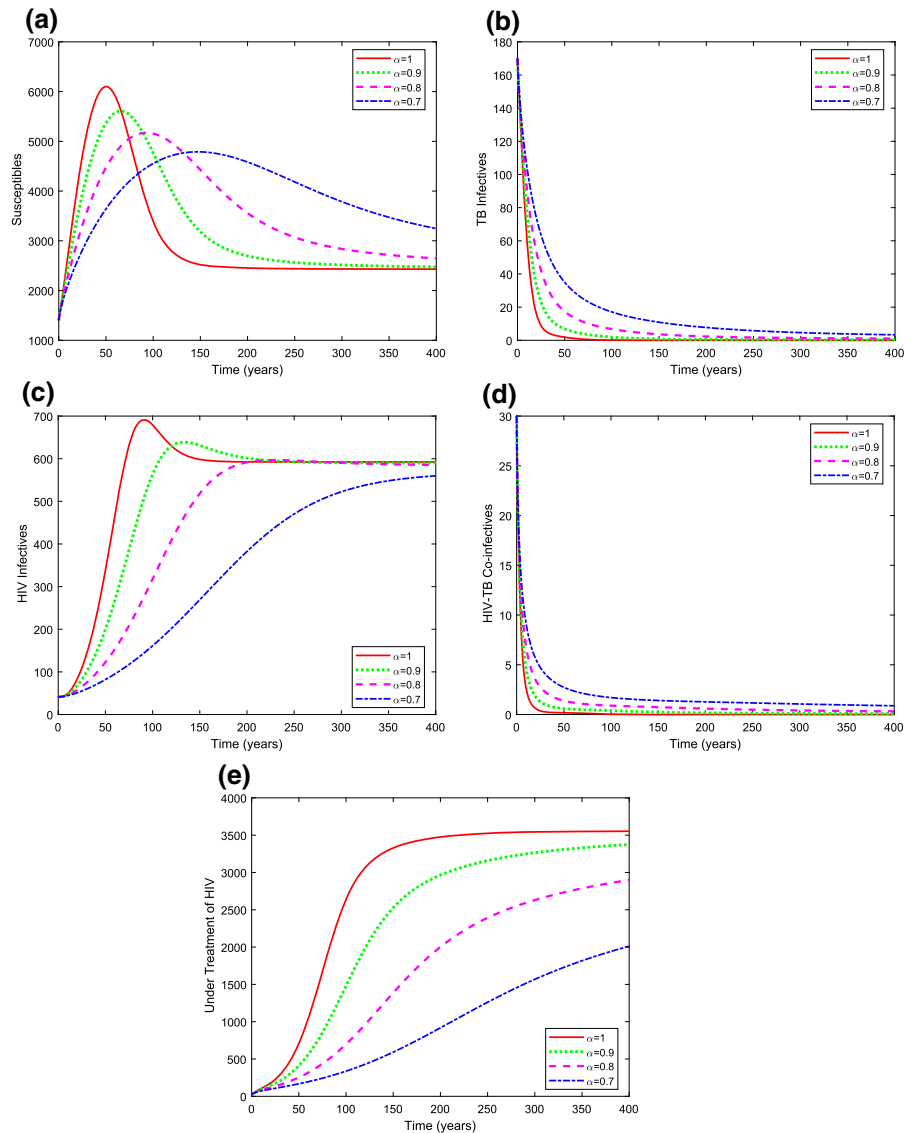 (a)
7000
6000
5000
4000
3000
2000
1000
Susceptibles
0 50 100 150 200 250 300 350 400
Time (years)
α=1
α=0.9
α=0.8
α=0.7
(b)
180
160
140
120
100
80
60
40
20
0
TB Infectives
0 50 100 150 200 250 300 350 400
Time (years)
α=1
α=0.9
α=0.8
α=0.7
(c)
700
600
500
400
300
200
100
0
HIV Infectives
0 50 100 150 200 250 300 350 400
Time (years)
α=1
α=0.9
α=0.8
α=0.7
(d)
30
25
20
15
10
5
0
HIV-TB Co-infectives
0 50 100 150 200 250 300 350 400
Time (years)
α=1
α=0.9
α=0.8
α=0.7
(e)
4000
3500
3000
2500
2000
1500
1000
500
0
Under Treatment of HIV
0 50 100 150 200 250 300 350 400
Time (years)
α=1
α=0.9
α=0.8
α=0.7